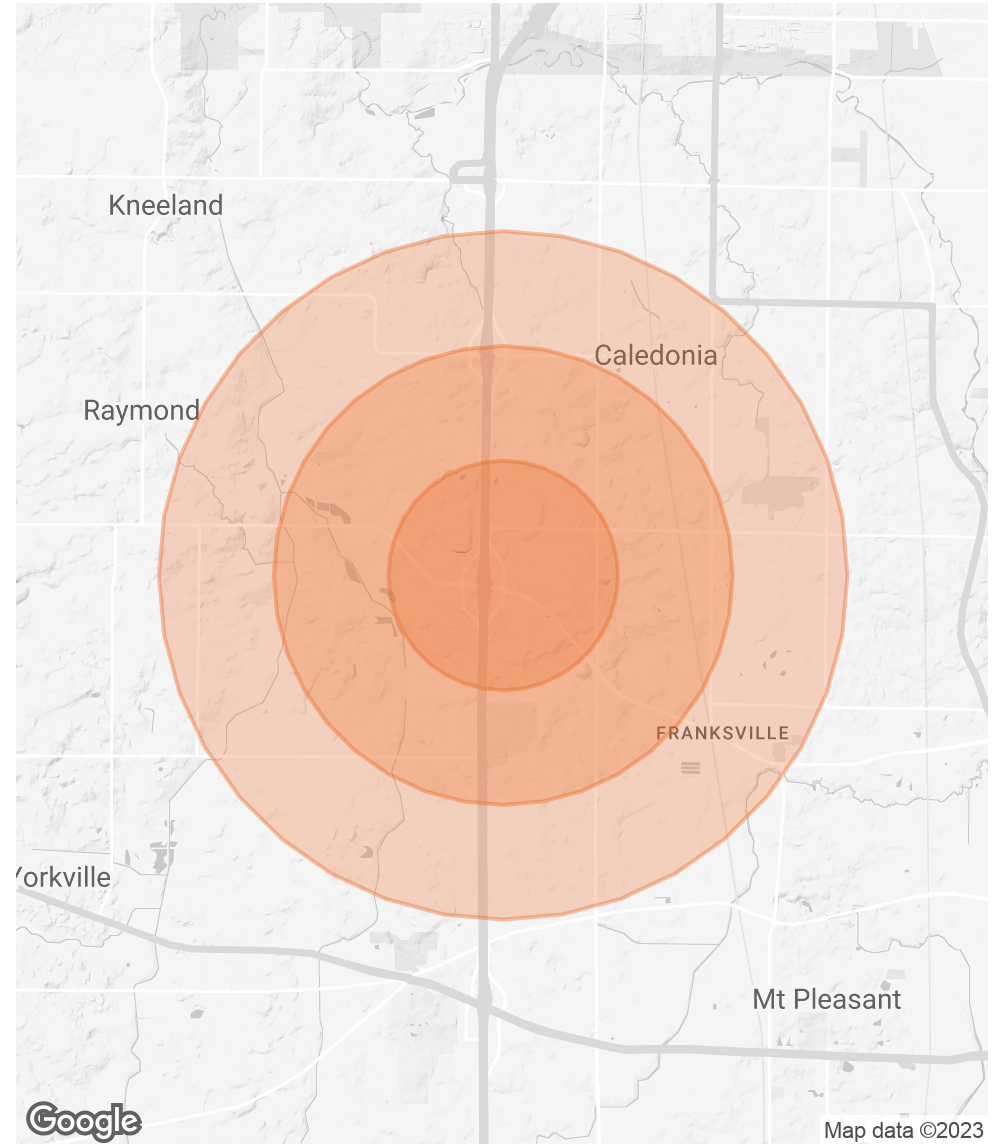 Kneeland
Caledonia
Raymond
FRANKSVILLE
Yorkville
Mt Pleasant
Google
Map data ©2023